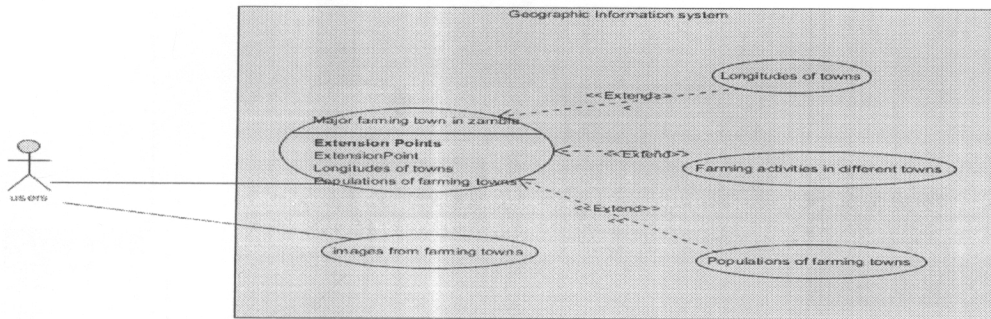 Geographic Information system
Longitudes of towns
<<Extend>>
Major farming town in zambia
Extension Points
ExtensionPoint
Longitudes of towns
Populations of farming towns
<<Extend>>
Farming activities in different towns
users
<<Extend>>
images from farming towns
Populations of farming towns